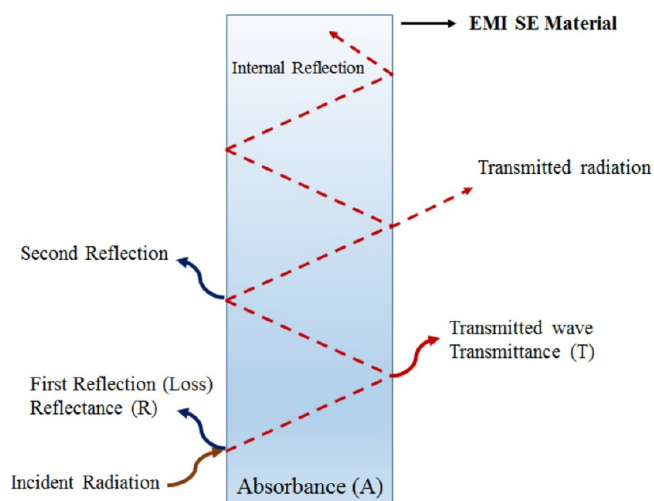 EMI SE Material
Internal Reflection
Transmitted radiation
Second Reflection
Transmitted wave
Transmittance (T)
First Reflection (Loss)
Reflectance (R)
Incident Radiation
Absorbance (A)